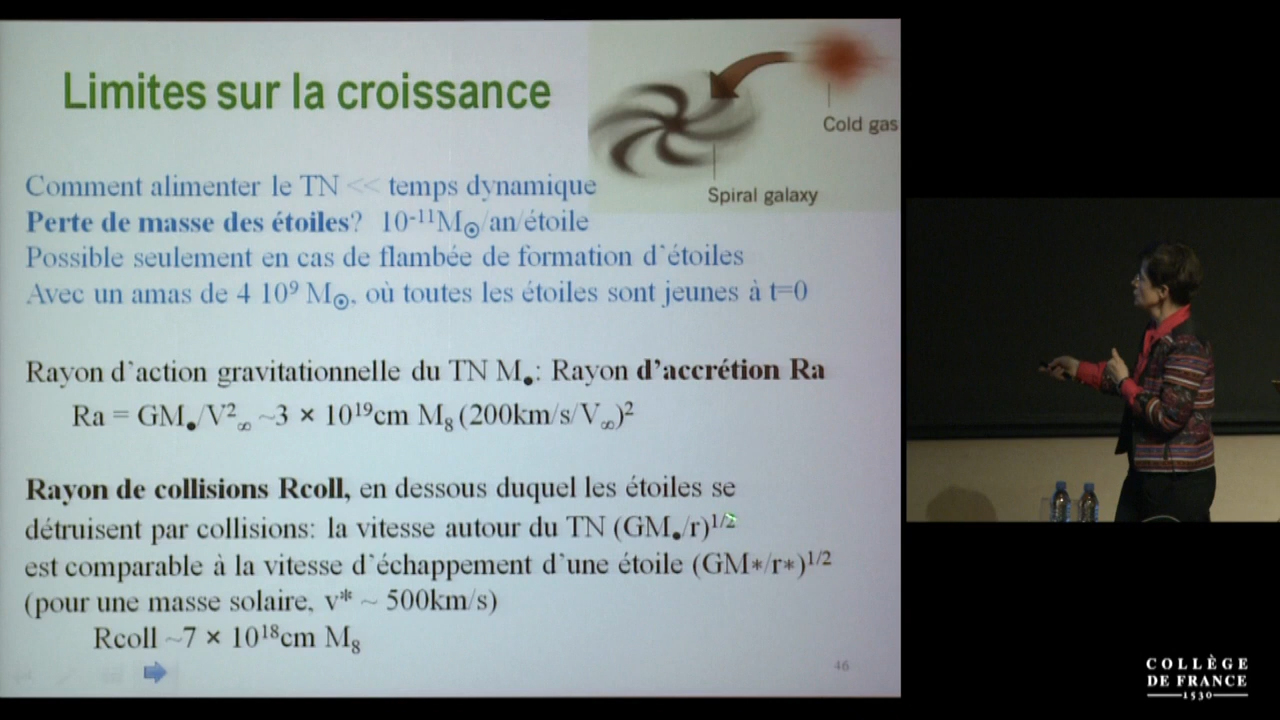 Limites sur la croissance
Cold gas
Spiral galaxy
Comment alimenter le TN << temps dynamique
Perte de masse des étoiles? 10⁻¹¹M☉/an/étoile
Possible seulement en cas de flambée de formation d'étoiles
Avec un amas de 4 10⁹ M☉, où toutes les étoiles sont jeunes à t=0
Rayon d'action gravitationnelle du TN M●: Rayon d'accrétion Ra
Ra = GM●/V²∞ ~3 × 10¹⁹cm M₈ (200km/s/V∞)²
Rayon de collisions Rcoll, en dessous duquel les étoiles se
détruisent par collisions: la vitesse autour du TN (GM●/r)¹/²
est comparable à la vitesse d'échappement d'une étoile (GM*/r*)¹/²
(pour une masse solaire, v* ~ 500km/s)
Rcoll ~7 × 10¹⁸cm M₈
46
COLLÈGE
DE FRANCE
1530